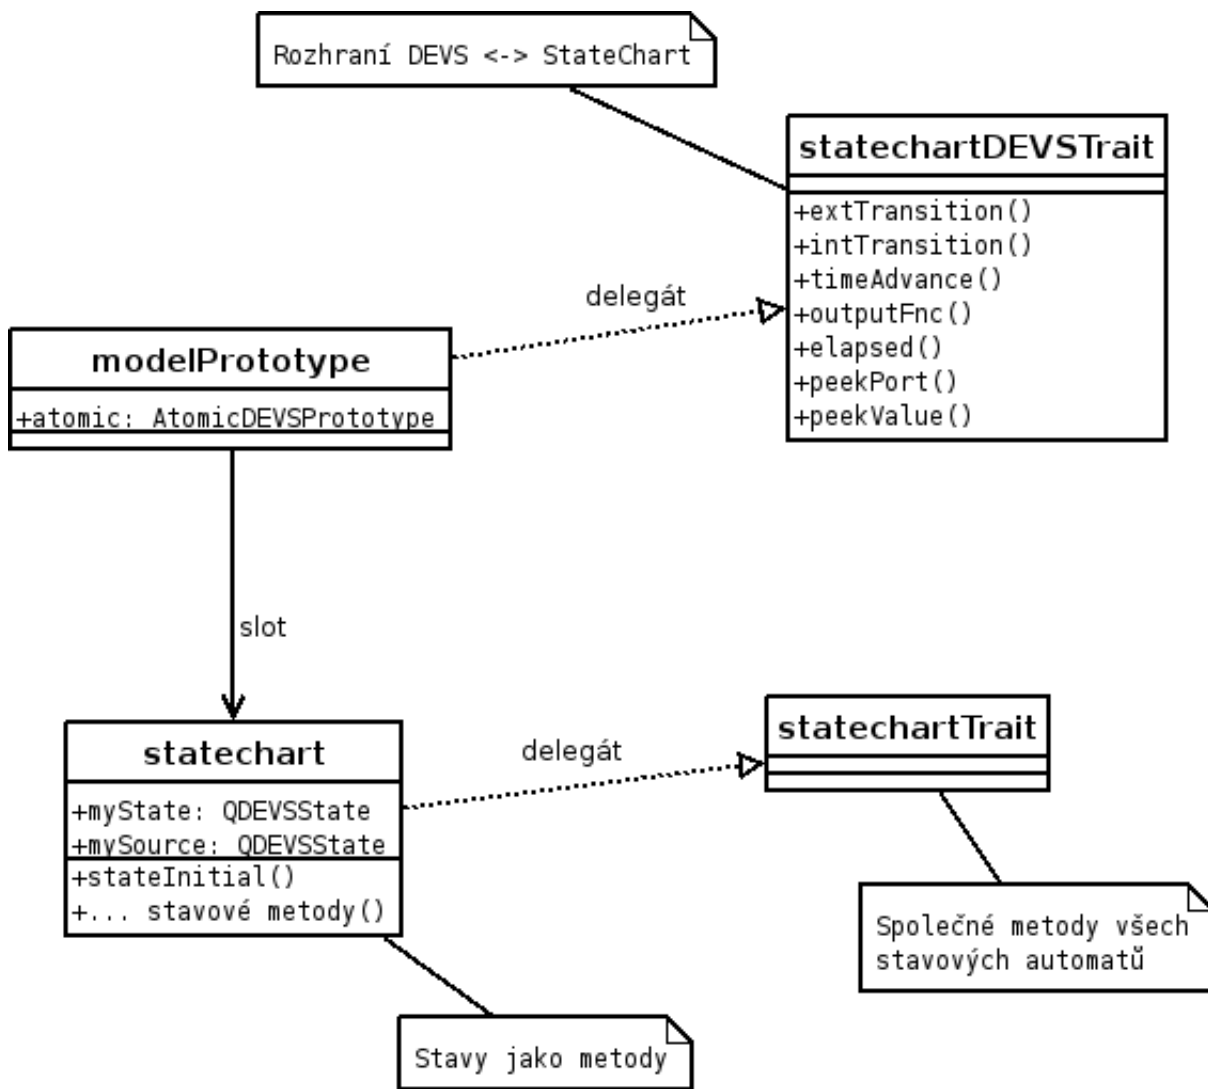 Rozhraní DEVS <-> StateChart
statechartDEVSTrait
+extTransition()
+intTransition()
+timeAdvance()
+outputFnc()
+elapsed()
+peekPort()
+peekValue()
delegát
modelPrototype
+atomic: AtomicDEVSPrototype
slot
statechart
+myState: QDEVSState
+mySource: QDEVSState
+stateInitial()
+... stavové metody()
delegát
statechartTrait
Společné metody všech
stavových automatů
Stavy jako metody